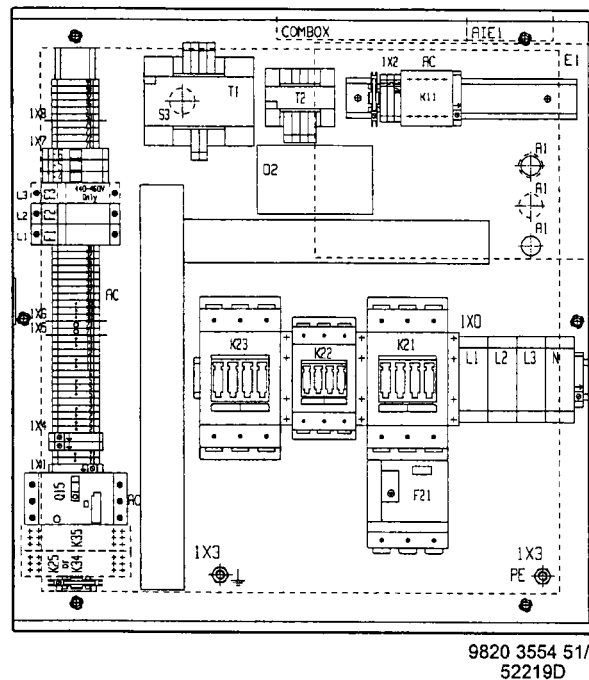 COMBOX
AIE1
E1
1X2
AC
K11
T1
S3
T2
1X8
1X7
O2
A1
A1
A1
L3
F3
440-460V
Only
L2
F2
L1
F1
AC
1X6
1X5
1X0
K23
K22
K21
L1
L2
L3
N
1X4
1X1
Q15
AC
F21
K35
K25
or
K34
1X3
1X3
PE
9820 3554 51/
52219D